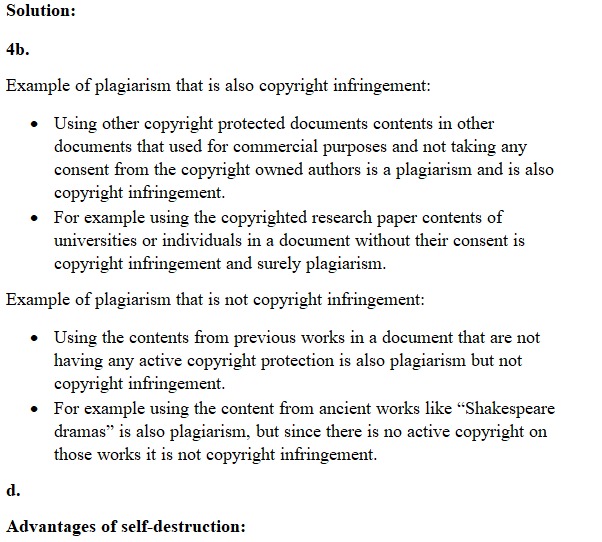 Solution:
4b.
Example of plagiarism that is also copyright infringement:
• Using other copyright protected documents contents in other
documents that used for commercial purposes and not taking any
consent from the copyright owned authors is a plagiarism and is also
copyright infringement.
• For example using the copyrighted research paper contents of
universities or individuals in a document without their consent is
copyright infringement and surely plagiarism.
Example of plagiarism that is not copyright infringement:
• Using the contents from previous works in a document that are not
having any active copyright protection is also plagiarism but not
copyright infringement.
• For example using the content from ancient works like “Shakespeare
dramas” is also plagiarism, but since there is no active copyright on
those works it is not copyright infringement.
d.
Advantages of self-destruction: